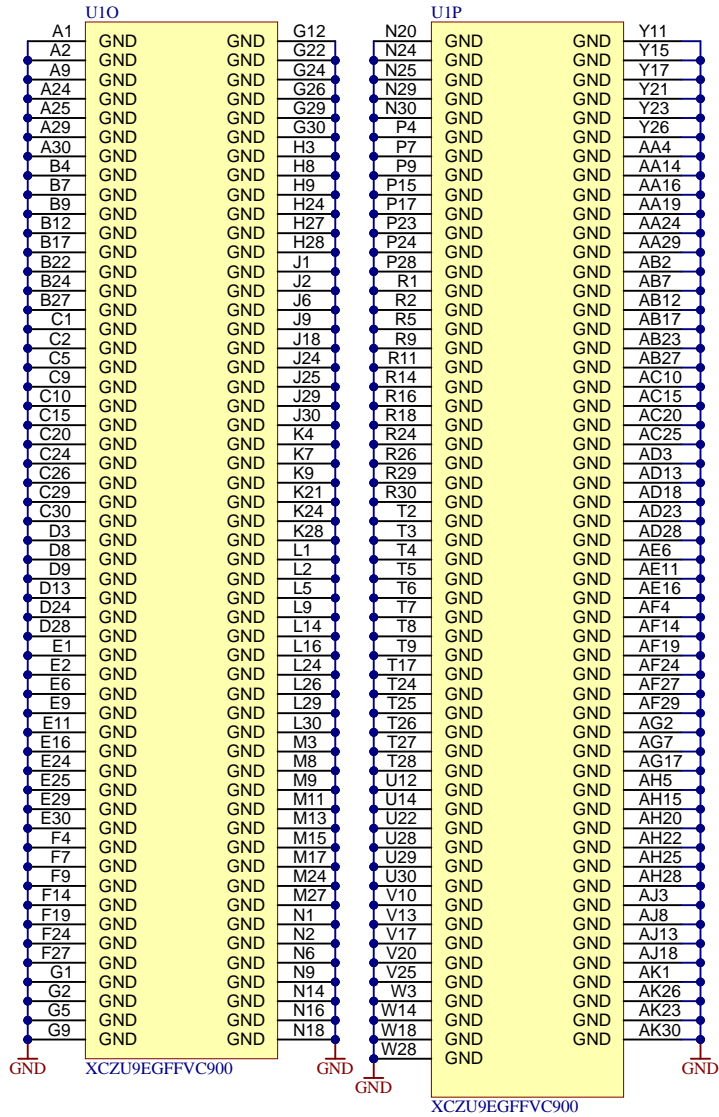 U1O
A1 GND GND G12
A2 GND GND G22
A9 GND GND G24
A24 GND GND G26
A25 GND GND G29
A29 GND GND G30
A30 GND GND H3
B4 GND GND H8
B7 GND GND H9
B9 GND GND H24
B12 GND GND H27
B17 GND GND H28
B22 GND GND J1
B24 GND GND J2
B27 GND GND J6
C1 GND GND J9
C2 GND GND J18
C5 GND GND J24
C9 GND GND J25
C10 GND GND J29
C15 GND GND J30
C20 GND GND K4
C24 GND GND K7
C26 GND GND K9
C29 GND GND K21
C30 GND GND K24
D3 GND GND K28
D8 GND GND L1
D9 GND GND L2
D13 GND GND L5
D24 GND GND L9
D28 GND GND L14
E1 GND GND L16
E2 GND GND L24
E6 GND GND L26
E9 GND GND L29
E11 GND GND L30
E16 GND GND M3
E24 GND GND M8
E25 GND GND M9
E29 GND GND M11
E30 GND GND M13
F4 GND GND M15
F7 GND GND M17
F9 GND GND M24
F14 GND GND M27
F19 GND GND N1
F24 GND GND N2
F27 GND GND N6
G1 GND GND N9
G2 GND GND N14
G5 GND GND N16
G9 GND GND N18
GND XCZU9EGFFVC900 GND
U1P
N20 GND GND Y11
N24 GND GND Y15
N25 GND GND Y17
N29 GND GND Y21
N30 GND GND Y23
P4 GND GND Y26
P7 GND GND AA4
P9 GND GND AA14
P15 GND GND AA16
P17 GND GND AA19
P23 GND GND AA24
P24 GND GND AA29
P28 GND GND AB2
R1 GND GND AB7
R2 GND GND AB12
R5 GND GND AB17
R9 GND GND AB23
R11 GND GND AB27
R14 GND GND AC10
R16 GND GND AC15
R18 GND GND AC20
R24 GND GND AC25
R26 GND GND AD3
R29 GND GND AD13
R30 GND GND AD18
T2 GND GND AD23
T3 GND GND AD28
T4 GND GND AE6
T5 GND GND AE11
T6 GND GND AE16
T7 GND GND AF4
T8 GND GND AF14
T9 GND GND AF19
T17 GND GND AF24
T24 GND GND AF27
T25 GND GND AF29
T26 GND GND AG2
T27 GND GND AG7
T28 GND GND AG17
U12 GND GND AH5
U14 GND GND AH15
U22 GND GND AH20
U28 GND GND AH22
U29 GND GND AH25
U30 GND GND AH28
V10 GND GND AJ3
V13 GND GND AJ8
V17 GND GND AJ13
V20 GND GND AJ18
V25 GND GND AK1
W3 GND GND AK26
W14 GND GND AK23
W18 GND GND AK30
W28 GND
GND GND
XCZU9EGFFVC900